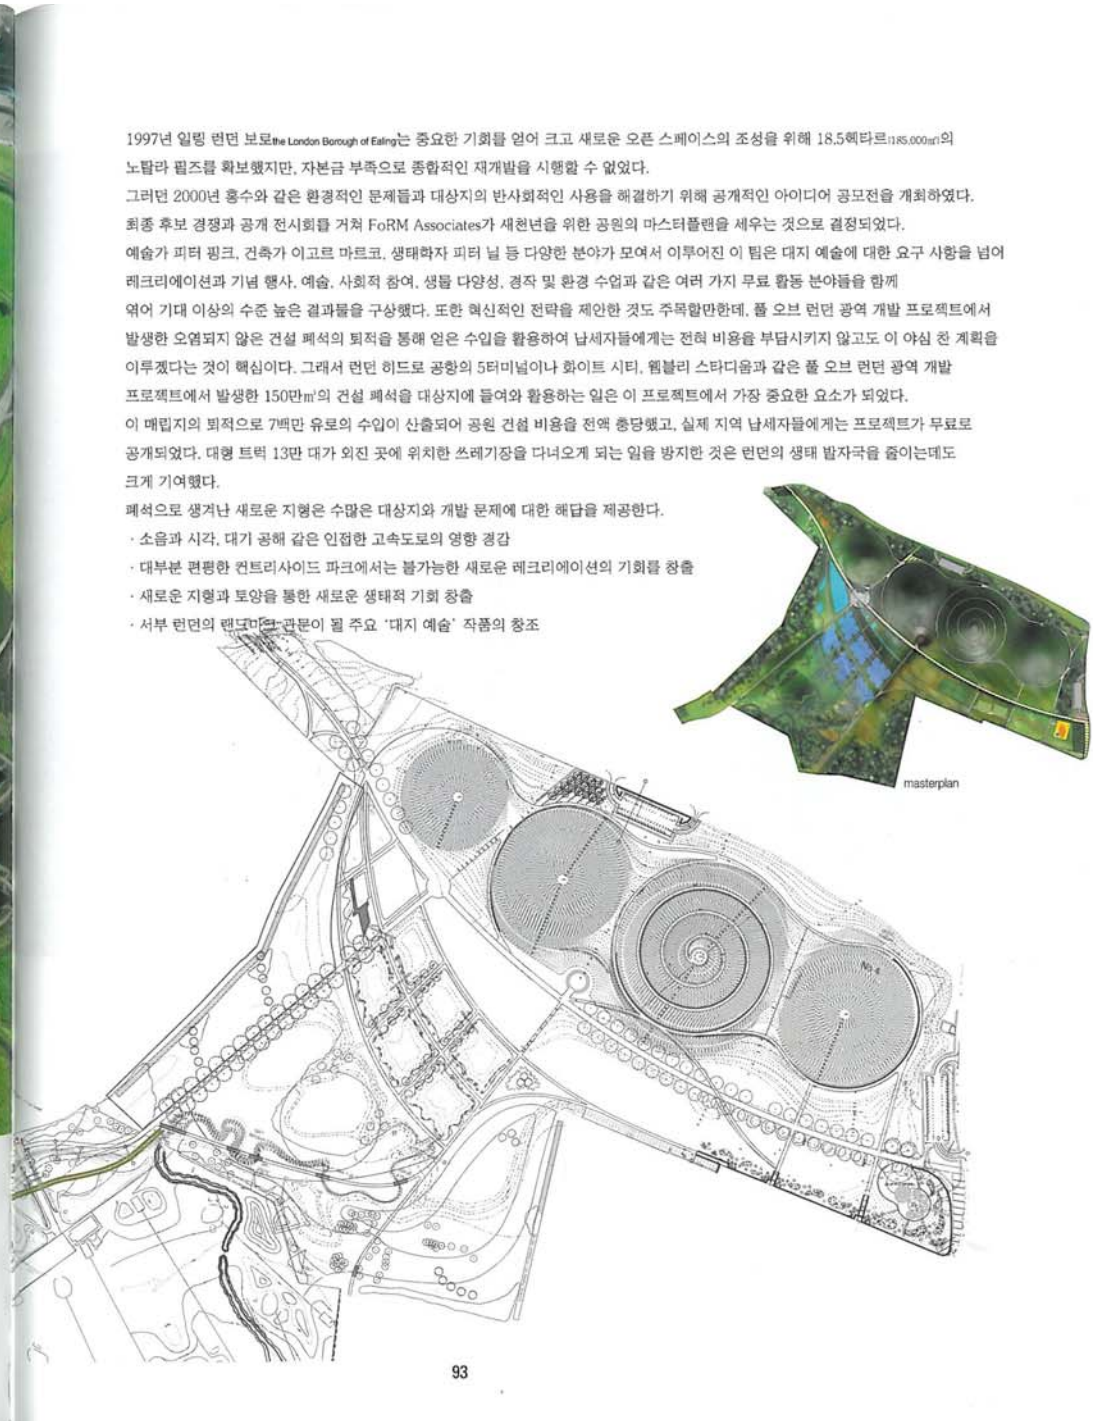 1997년 일링 런던 보로the London Borough of Ealing는 중요한 기회를 얻어 크고 새로운 오픈 스페이스의 조성을 위해 18.5헥타르(185,000㎡)의
노탈라 필즈를 확보했지만, 자본금 부족으로 종합적인 재개발을 시행할 수 없었다.
그러던 2000년 홍수와 같은 환경적인 문제들과 대상지의 반사회적인 사용을 해결하기 위해 공개적인 아이디어 공모전을 개최하였다.
최종 후보 경쟁과 공개 전시회를 거쳐 FoRM Associates가 새천년을 위한 공원의 마스터플랜을 세우는 것으로 결정되었다.
예술가 피터 핑크, 건축가 이고르 마르코, 생태학자 피터 닐 등 다양한 분야가 모여서 이루어진 이 팀은 대지 예술에 대한 요구 사항을 넘어
레크리에이션과 기념 행사, 예술, 사회적 참여, 생물 다양성, 경작 및 환경 수업과 같은 여러 가지 무료 활동 분야들을 함께
엮어 기대 이상의 수준 높은 결과물을 구상했다. 또한 혁신적인 전략을 제안한 것도 주목할만한데, 풀 오브 런던 광역 개발 프로젝트에서
발생한 오염되지 않은 건설 폐석의 퇴적을 통해 얻은 수입을 활용하여 납세자들에게는 전혀 비용을 부담시키지 않고도 이 야심 찬 계획을
이루겠다는 것이 핵심이다. 그래서 런던 히드로 공항의 5터미널이나 화이트 시티, 웸블리 스타디움과 같은 풀 오브 런던 광역 개발
프로젝트에서 발생한 150만㎥의 건설 폐석을 대상지에 들여와 활용하는 일은 이 프로젝트에서 가장 중요한 요소가 되었다.
이 매립지의 퇴적으로 7백만 유로의 수입이 산출되어 공원 건설 비용을 전액 충당했고, 실제 지역 납세자들에게는 프로젝트가 무료로
공개되었다. 대형 트럭 13만 대가 외진 곳에 위치한 쓰레기장을 다녀오게 되는 일을 방지한 것은 런던의 생태 발자국을 줄이는데도
크게 기여했다.
폐석으로 생겨난 새로운 지형은 수많은 대상지와 개발 문제에 대한 해답을 제공한다.
· 소음과 시각, 대기 공해 같은 인접한 고속도로의 영향 경감
· 대부분 편평한 컨트리사이드 파크에서는 불가능한 새로운 레크리에이션의 기회를 창출
· 새로운 지형과 토양을 통한 새로운 생태적 기회 창출
· 서부 런던의 랜드마크 관문이 될 주요 ‘대지 예술’ 작품의 창조
masterplan
No 4
93